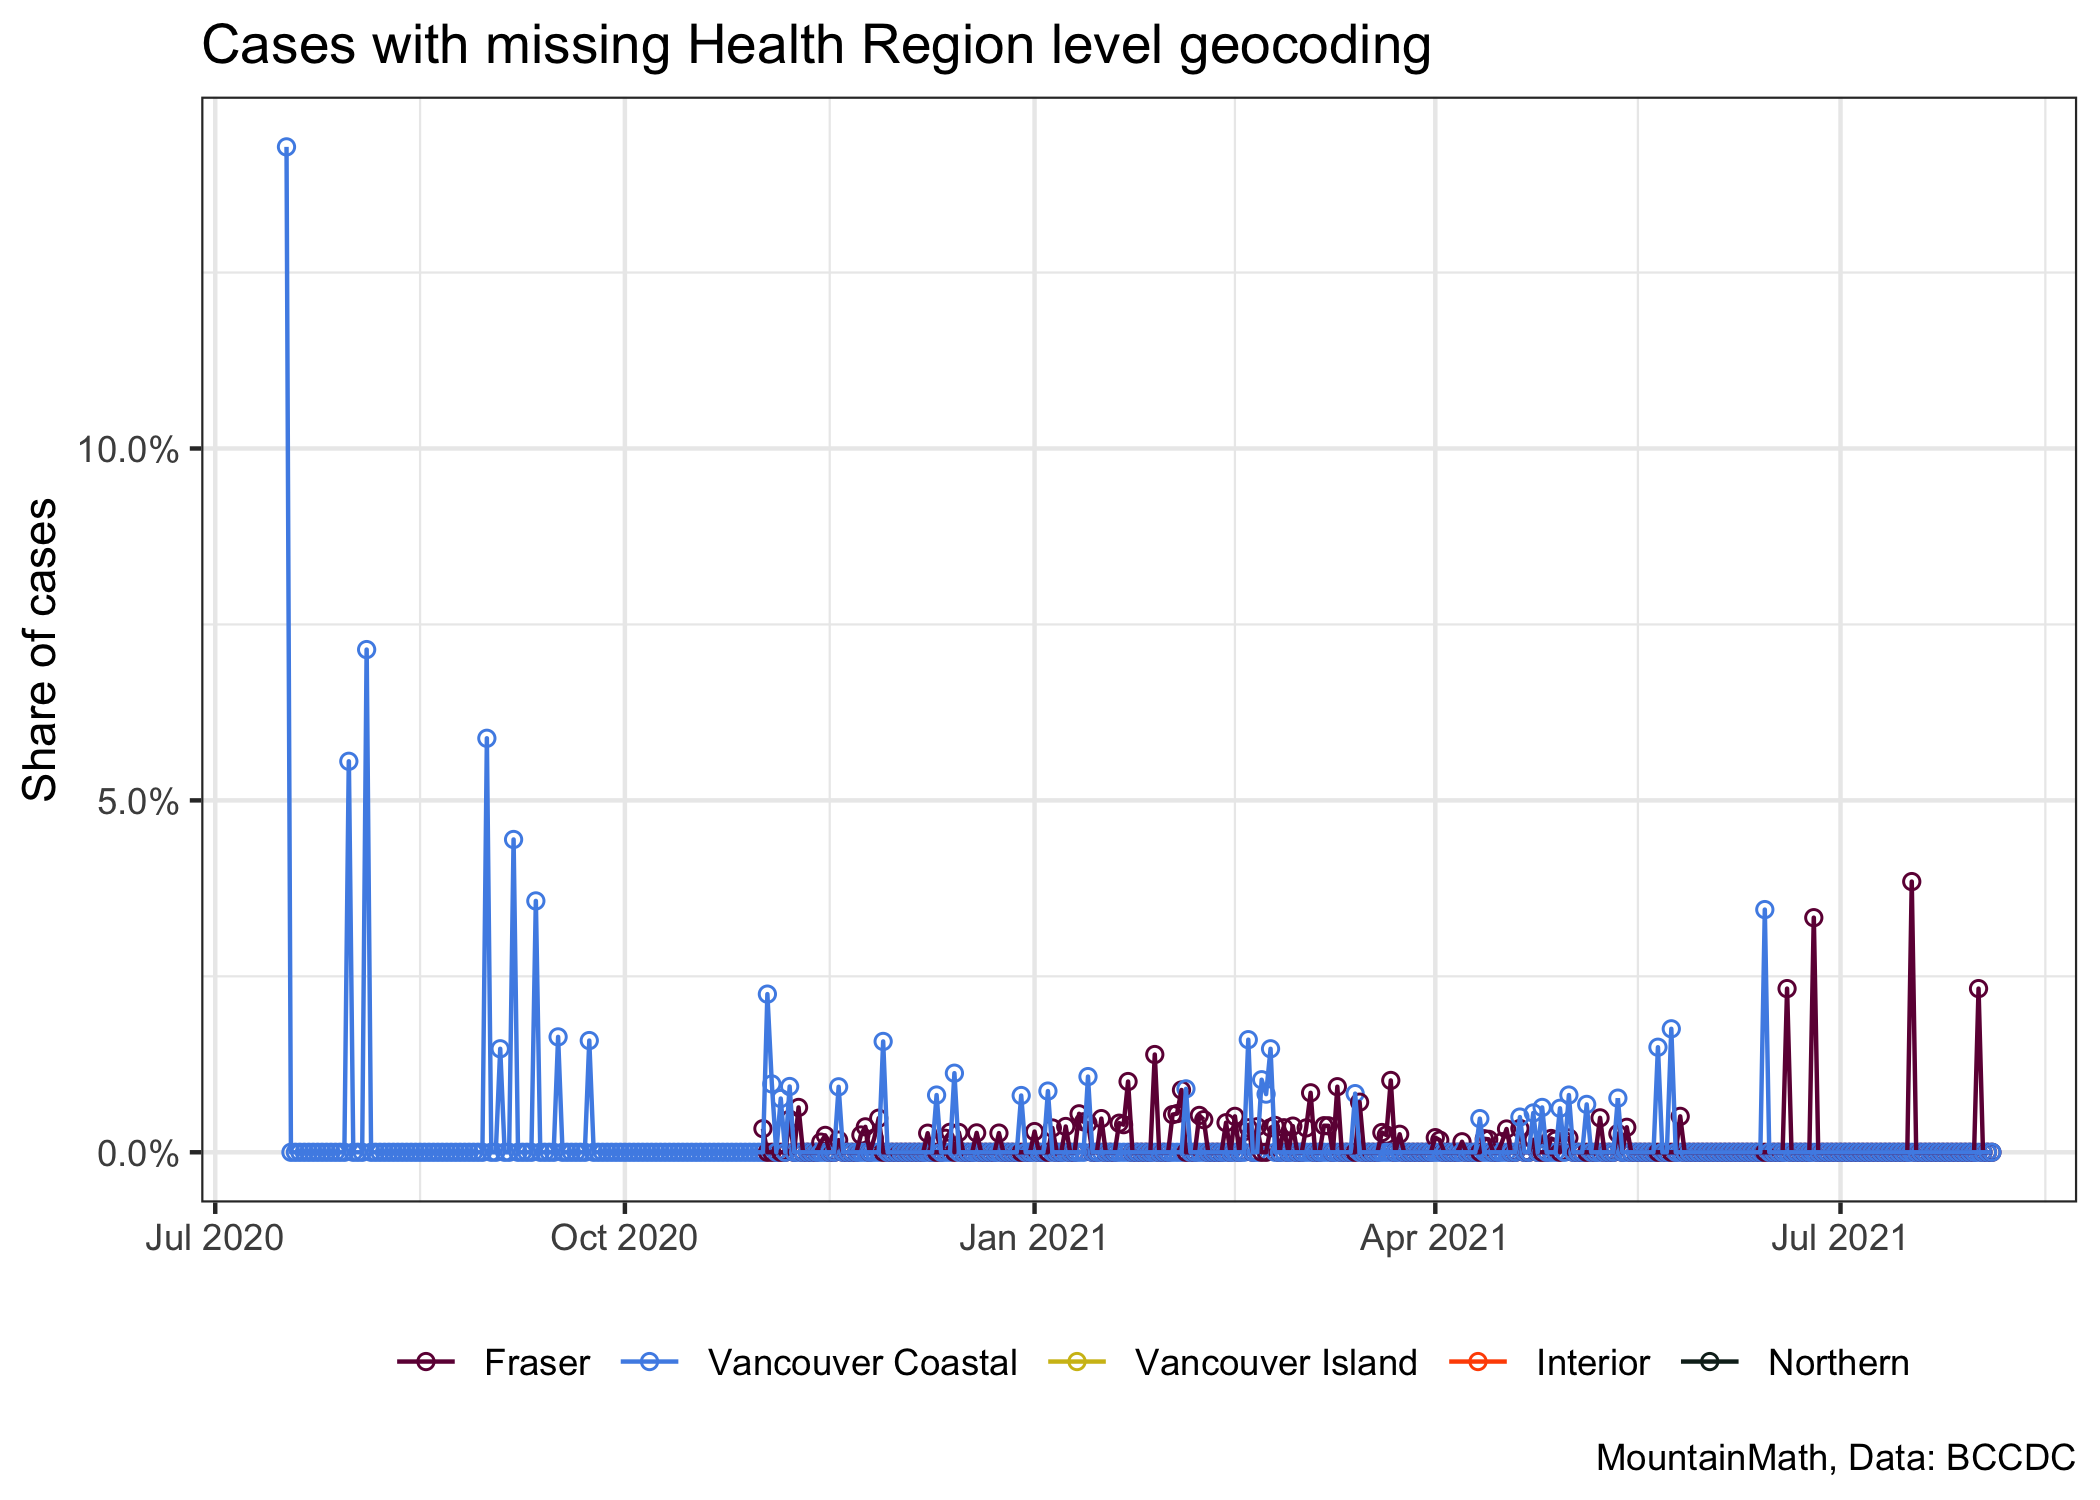 Cases with missing Health Region level geocoding
Share of cases
10.0%
5.0%
0.0%
Jul 2020 Oct 2020 Jan 2021 Apr 2021 Jul 2021
Fraser Vancouver Coastal Vancouver Island Interior Northern
MountainMath, Data: BCCDC